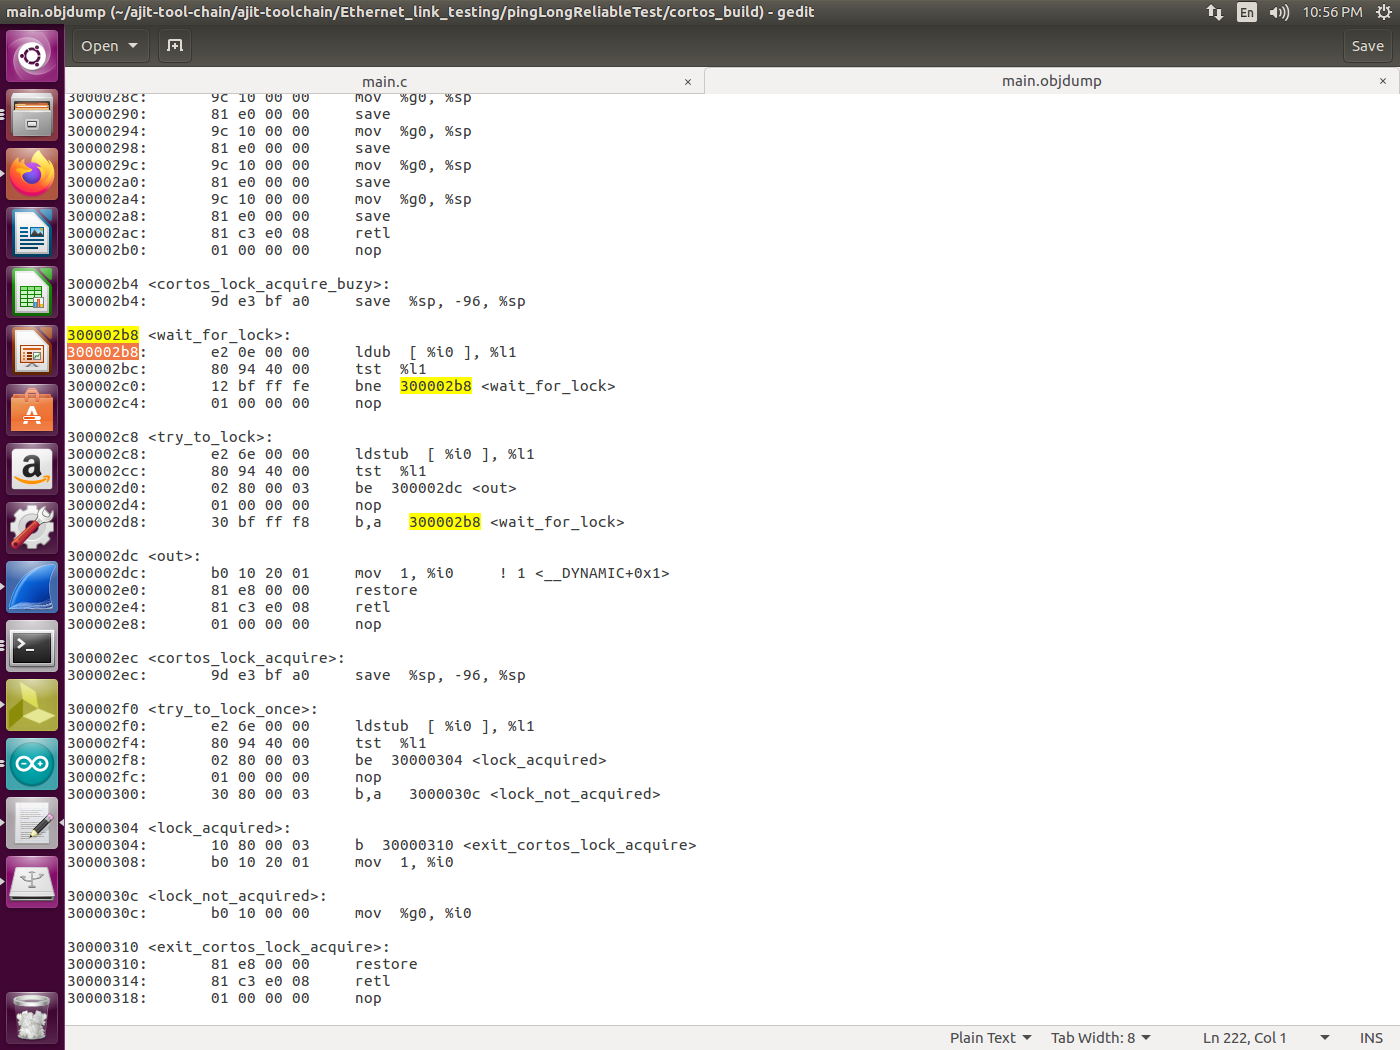 main.objdump (~/ajit-tool-chain/ajit-toolchain/Ethernet_link_testing/pingLongReliableTest/cortos_build) - gedit
En
10:56 PM
Open
Save
main.c ×
main.objdump ×
3000028c: 9c 10 00 00 mov %g0, %sp
30000290: 81 e0 00 00 save
30000294: 9c 10 00 00 mov %g0, %sp
30000298: 81 e0 00 00 save
3000029c: 9c 10 00 00 mov %g0, %sp
300002a0: 81 e0 00 00 save
300002a4: 9c 10 00 00 mov %g0, %sp
300002a8: 81 e0 00 00 save
300002ac: 81 c3 e0 08 retl
300002b0: 01 00 00 00 nop
300002b4 <cortos_lock_acquire_buzy>:
300002b4: 9d e3 bf a0 save %sp, -96, %sp
300002b8 <wait_for_lock>:
300002b8: e2 0e 00 00 ldub [ %i0 ], %l1
300002bc: 80 94 40 00 tst %l1
300002c0: 12 bf ff fe bne 300002b8 <wait_for_lock>
300002c4: 01 00 00 00 nop
300002c8 <try_to_lock>:
300002c8: e2 6e 00 00 ldstub [ %i0 ], %l1
300002cc: 80 94 40 00 tst %l1
300002d0: 02 80 00 03 be 300002dc <out>
300002d4: 01 00 00 00 nop
300002d8: 30 bf ff f8 b,a 300002b8 <wait_for_lock>
300002dc <out>:
300002dc: b0 10 20 01 mov 1, %i0 ! 1 <__DYNAMIC+0x1>
300002e0: 81 e8 00 00 restore
300002e4: 81 c3 e0 08 retl
300002e8: 01 00 00 00 nop
300002ec <cortos_lock_acquire>:
300002ec: 9d e3 bf a0 save %sp, -96, %sp
300002f0 <try_to_lock_once>:
300002f0: e2 6e 00 00 ldstub [ %i0 ], %l1
300002f4: 80 94 40 00 tst %l1
300002f8: 02 80 00 03 be 30000304 <lock_acquired>
300002fc: 01 00 00 00 nop
30000300: 30 80 00 03 b,a 3000030c <lock_not_acquired>
30000304 <lock_acquired>:
30000304: 10 80 00 03 b 30000310 <exit_cortos_lock_acquire>
30000308: b0 10 20 01 mov 1, %i0
3000030c <lock_not_acquired>:
3000030c: b0 10 00 00 mov %g0, %i0
30000310 <exit_cortos_lock_acquire>:
30000310: 81 e8 00 00 restore
30000314: 81 c3 e0 08 retl
30000318: 01 00 00 00 nop
Plain Text Tab Width: 8 Ln 222, Col 1 INS